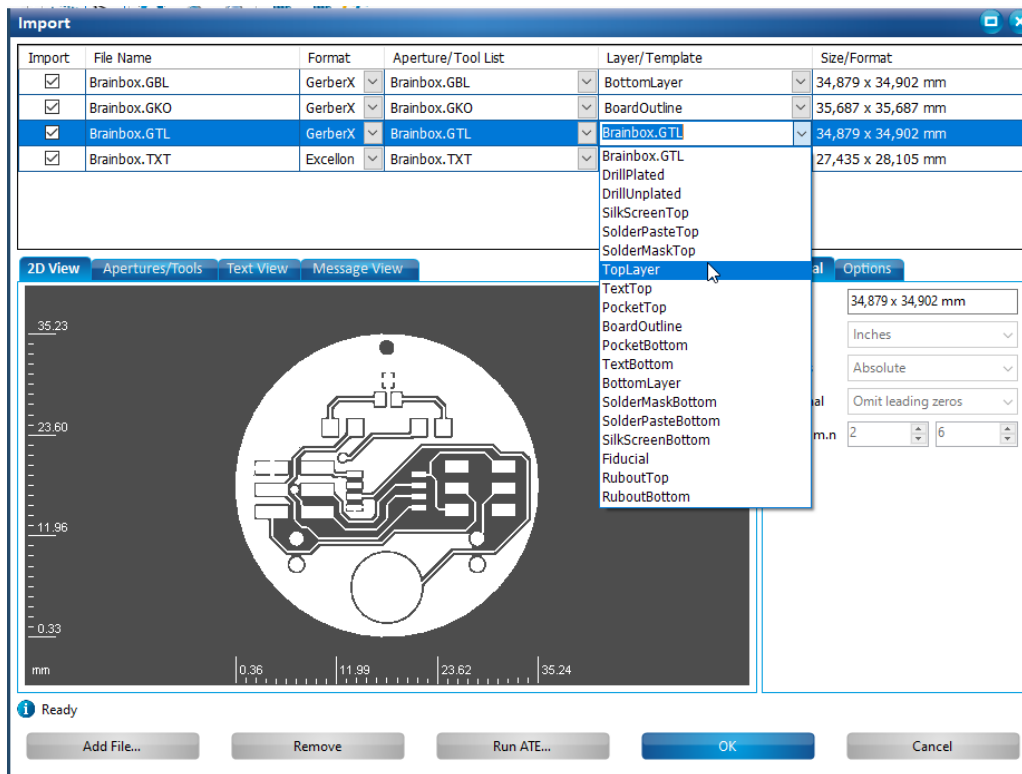 Import
Import File Name Format Aperture/Tool List Layer/Template Size/Format
Brainbox.GBL GerberX Brainbox.GBL BottomLayer 34,879 x 34,902 mm
Brainbox.GKO GerberX Brainbox.GKO BoardOutline 35,687 x 35,687 mm
Brainbox.GTL GerberX Brainbox.GTL Brainbox.GTL 34,879 x 34,902 mm
Brainbox.TXT Excellon Brainbox.TXT 27,435 x 28,105 mm
Brainbox.GTL
DrillPlated
DrillUnplated
SilkScreenTop
SolderPasteTop
SolderMaskTop
TopLayer
TextTop
PocketTop
BoardOutline
PocketBottom
TextBottom
BottomLayer
SolderMaskBottom
SolderPasteBottom
SilkScreenBottom
Fiducial
RuboutTop
RuboutBottom
2D View Apertures/Tools Text View Message View
al Options
34,879 x 34,902 mm
Inches
Absolute
al Omit leading zeros
m.n 2 6
35.23
23.60
11.96
0.33
mm 0.36 11.99 23.62 35.24
Ready
Add File... Remove Run ATE... OK Cancel